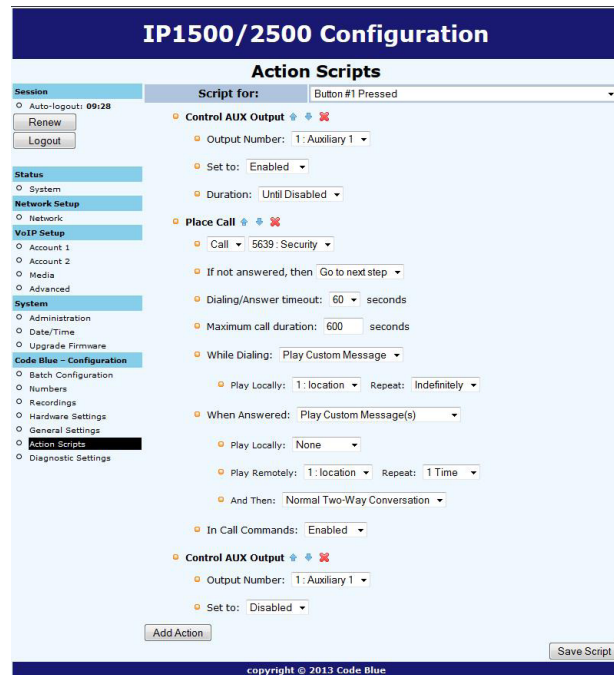 IP1500/2500 Configuration
Action Scripts
Session
Auto-logout: 09:28
Renew
Logout
Status
System
Network Setup
Network
VoIP Setup
Account 1
Account 2
Media
Advanced
System
Administration
Date/Time
Upgrade Firmware
Code Blue – Configuration
Batch Configuration
Numbers
Recordings
Hardware Settings
General Settings
Action Scripts
Diagnostic Settings
Script for: Button #1 Pressed
Control AUX Output
Output Number: 1 : Auxiliary 1
Set to: Enabled
Duration: Until Disabled
Place Call
Call 5639 : Security
If not answered, then Go to next step
Dialing/Answer timeout: 60 seconds
Maximum call duration: 600 seconds
While Dialing: Play Custom Message
Play Locally: 1 : location Repeat: Indefinitely
When Answered: Play Custom Message(s)
Play Locally: None
Play Remotely: 1 : location Repeat: 1 Time
And Then: Normal Two-Way Conversation
In Call Commands: Enabled
Control AUX Output
Output Number: 1 : Auxiliary 1
Set to: Disabled
Add Action
Save Script
copyright © 2013 Code Blue